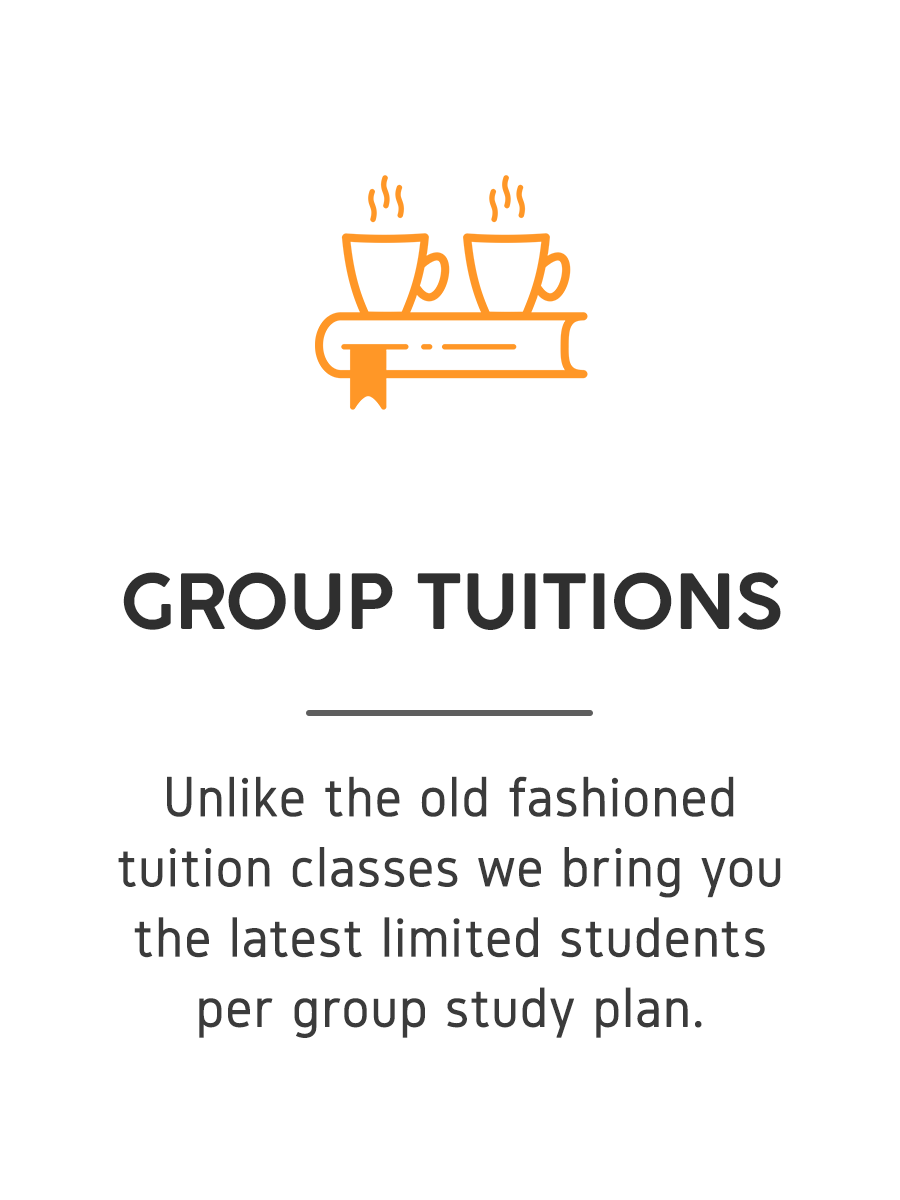 GROUP TUITIONS
Unlike the old fashioned
tuition classes we bring you
the latest limited students
per group study plan.